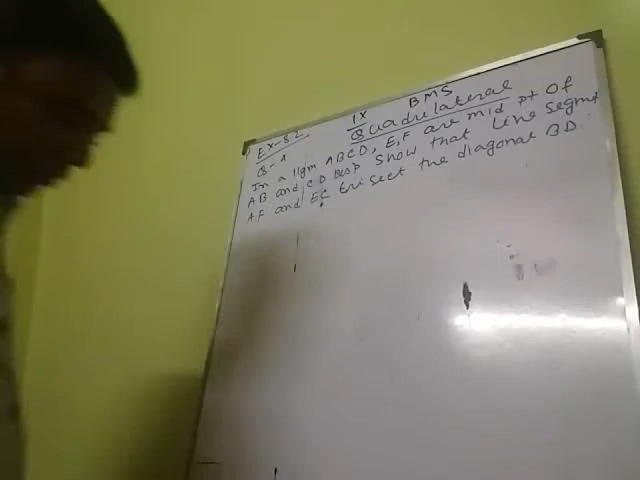 IX BMS
Quadrilateral
Ex-8.2
Q-4
In a llgm ABCD, E, F are mid pt of
AB and CD Resp Show that line Segmt
AF and EC trisect the diagonal BD.